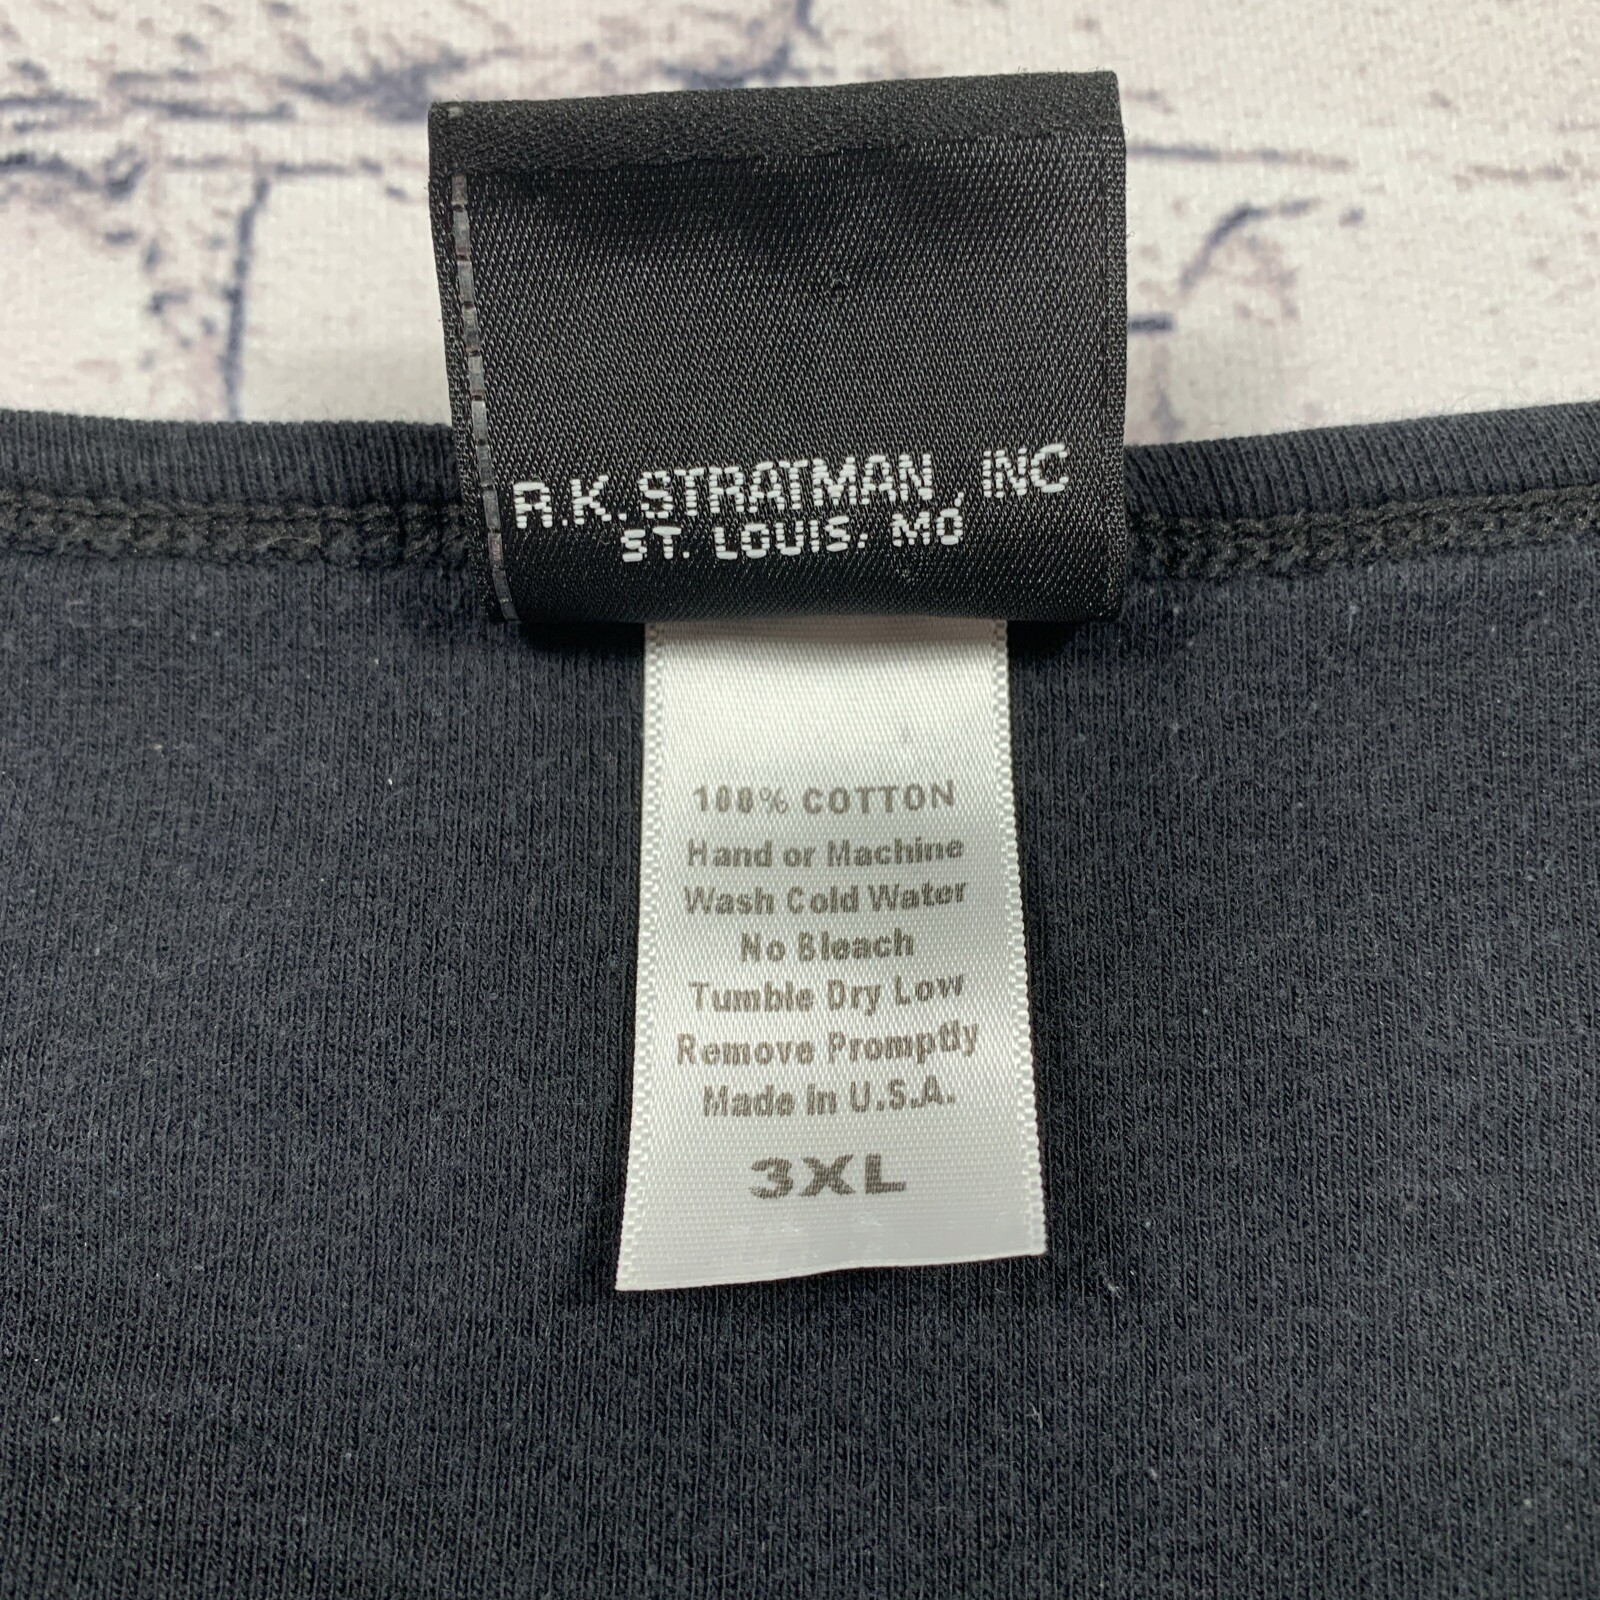 R.K. STRATMAN, INC
ST. LOUIS, MO
100% COTTON
Hand or Machine
Wash Cold Water
No Bleach
Tumble Dry Low
Remove Promptly
Made in U.S.A.
3XL